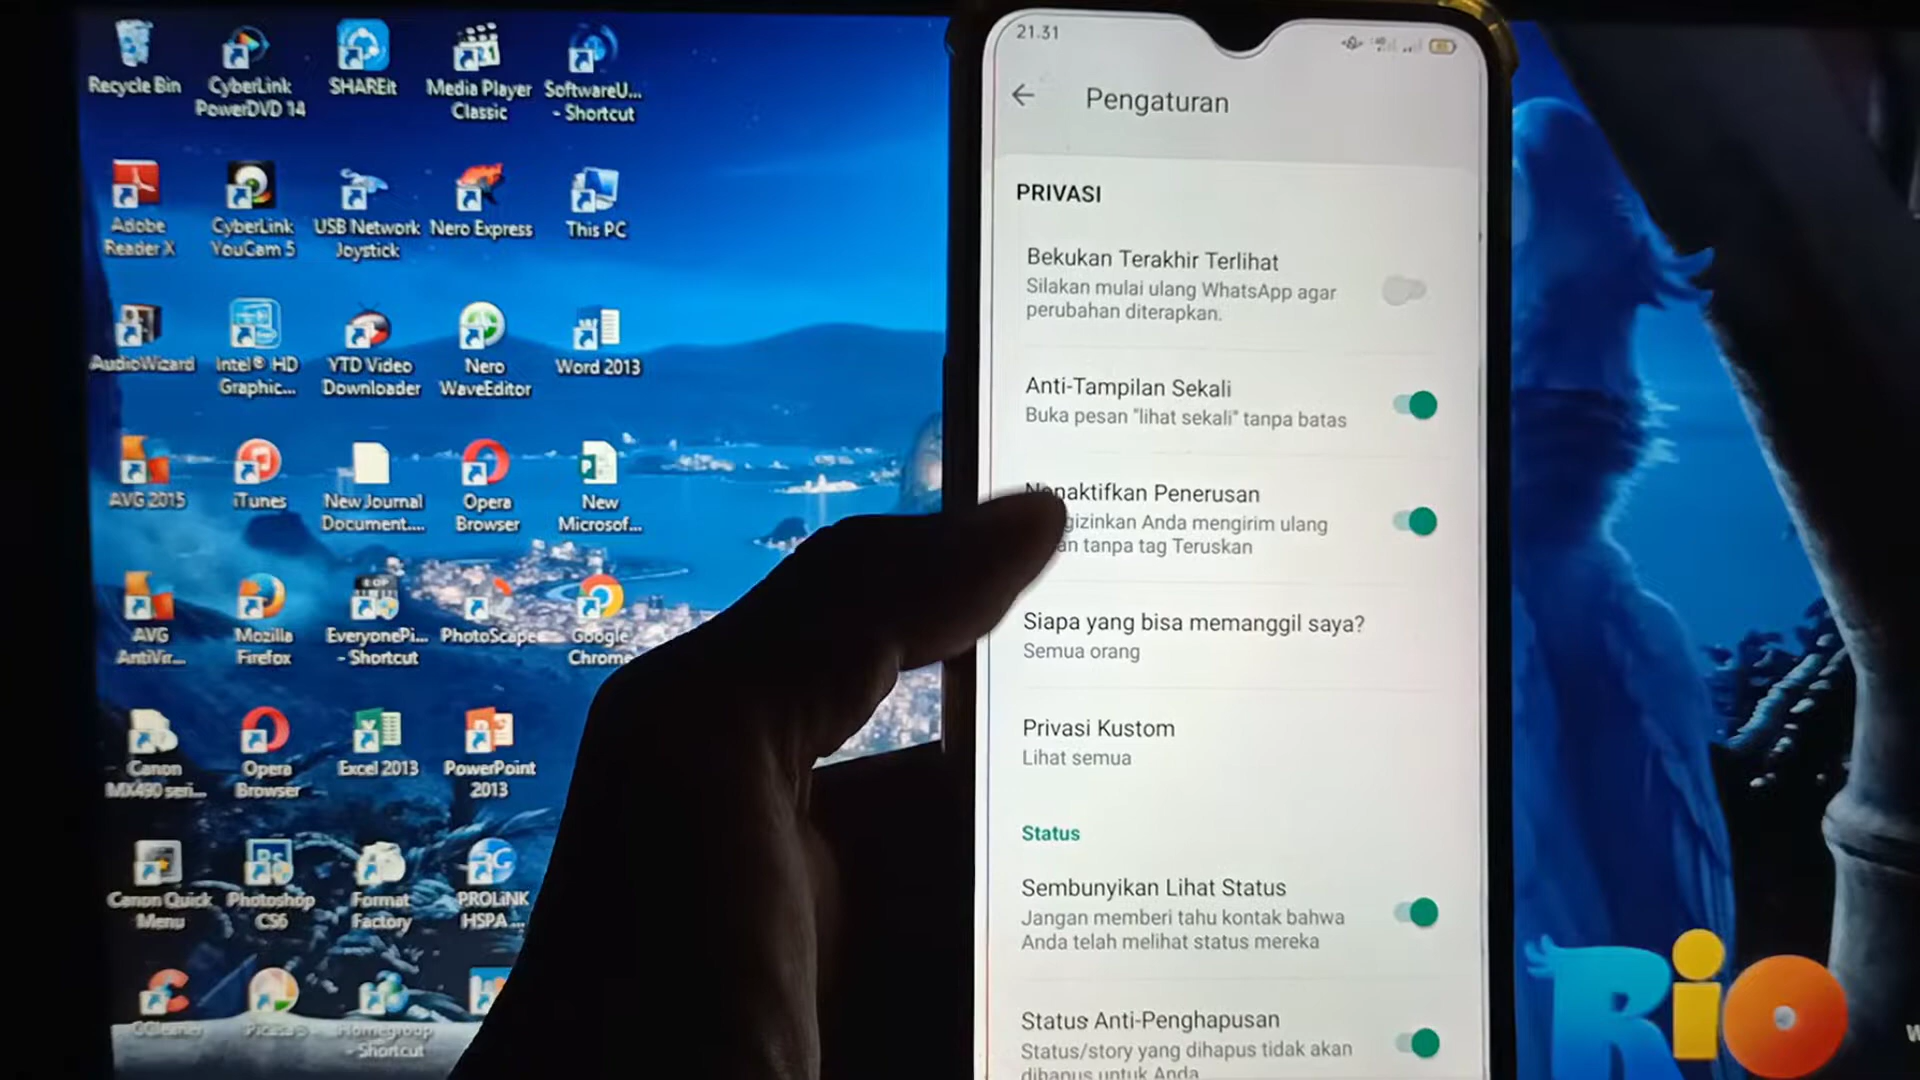 Recycle Bin
CyberLink
PowerDVD 14
SHAREit
Media Player
Classic
SoftwareU...
- Shortcut
Adobe
Reader X
CyberLink
YouCam 5
USB Network
Joystick
Nero Express
This PC
AudioWizard
Intel® HD
Graphic...
YTD Video
Downloader
Nero
WaveEditor
Word 2013
AVG 2015
iTunes
New Journal
Document....
Opera
Browser
New
Microsof...
AVG
AntiVir...
Mozilla
Firefox
EveryonePi...
- Shortcut
PhotoScape
Google
Chrome
Canon
MX490 seri...
Opera
Browser
Excel 2013
PowerPoint
2013
Canon Quick
Menu
Photoshop
CS6
Format
Factory
PROLiNK
HSPA ...
CCleaner
Picasa 3
Homegroup
- Shortcut
21.31
Pengaturan
PRIVASI
Bekukan Terakhir Terlihat
Silakan mulai ulang WhatsApp agar
perubahan diterapkan.
Anti-Tampilan Sekali
Buka pesan "lihat sekali" tanpa batas
Nonaktifkan Penerusan
gizinkan Anda mengirim ulang
an tanpa tag Teruskan
Siapa yang bisa memanggil saya?
Semua orang
Privasi Kustom
Lihat semua
Status
Sembunyikan Lihat Status
Jangan memberi tahu kontak bahwa
Anda telah melihat status mereka
Status Anti-Penghapusan
Status/story yang dihapus tidak akan
dihapus untuk Anda
RiO